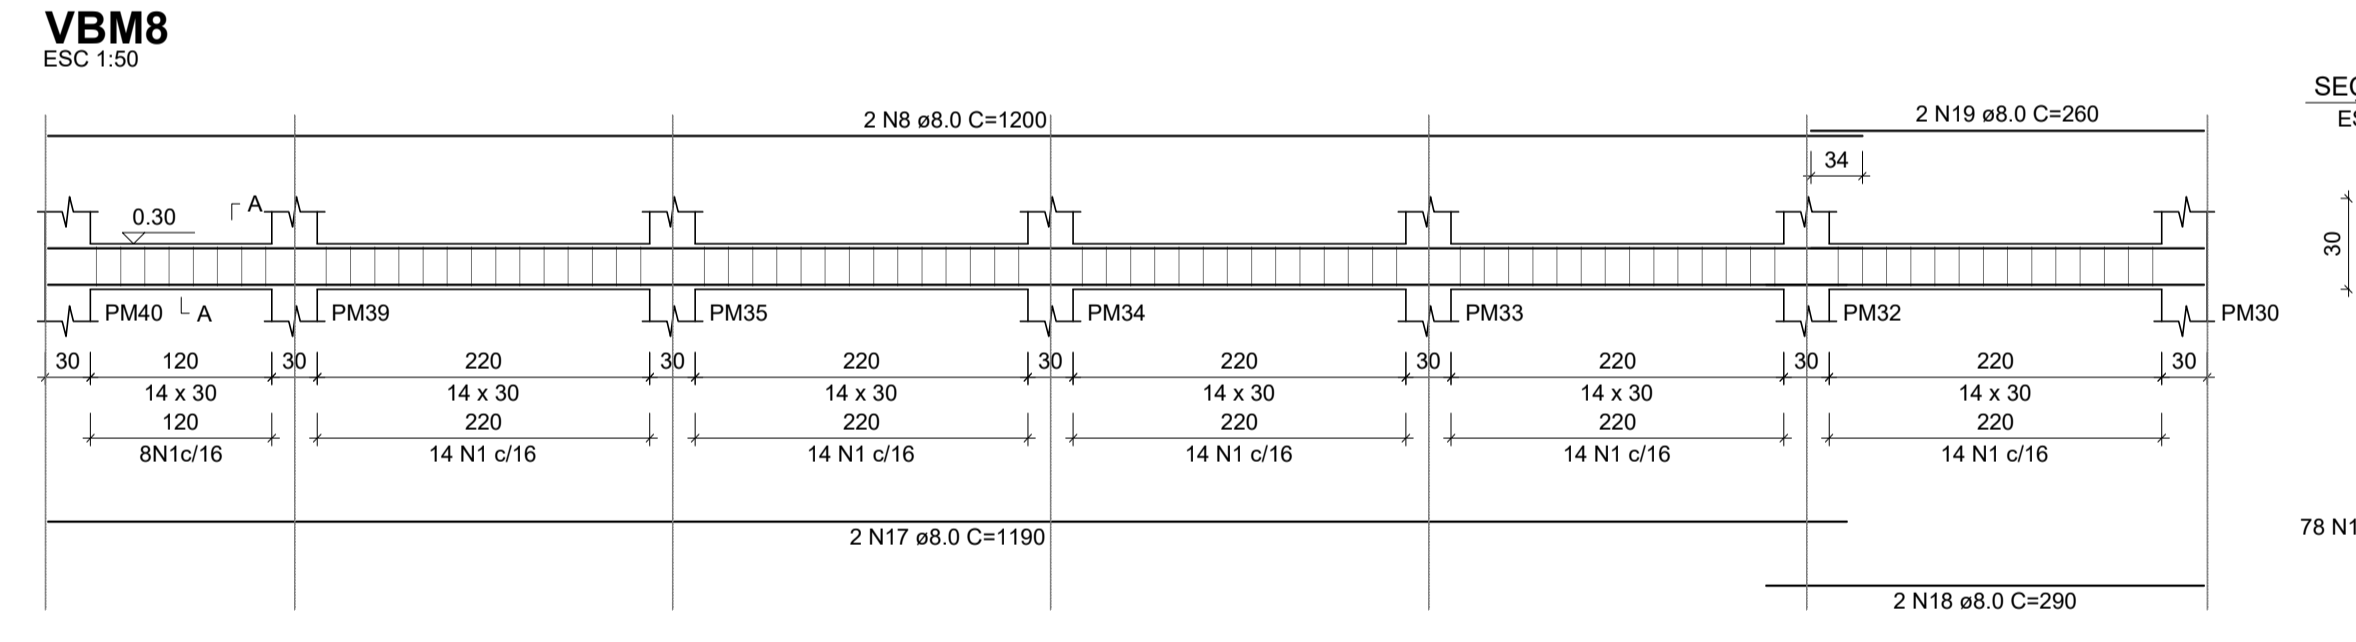 VBM8
ESC 1:50
2 N8 ø8.0 C=1200
2 N19 ø8.0 C=260
34
A
0.30
30
PM40
A
PM39
PM35
PM34
PM33
PM32
PM30
30 120 30 220 30 220 30 220 30 220 30 220 30
14 x 30 14 x 30 14 x 30 14 x 30 14 x 30 14 x 30
120 220 220 220 220 220
8N1c/16 14 N1 c/16 14 N1 c/16 14 N1 c/16 14 N1 c/16 14 N1 c/16
2 N17 ø8.0 C=1190
78 N1
2 N18 ø8.0 C=290